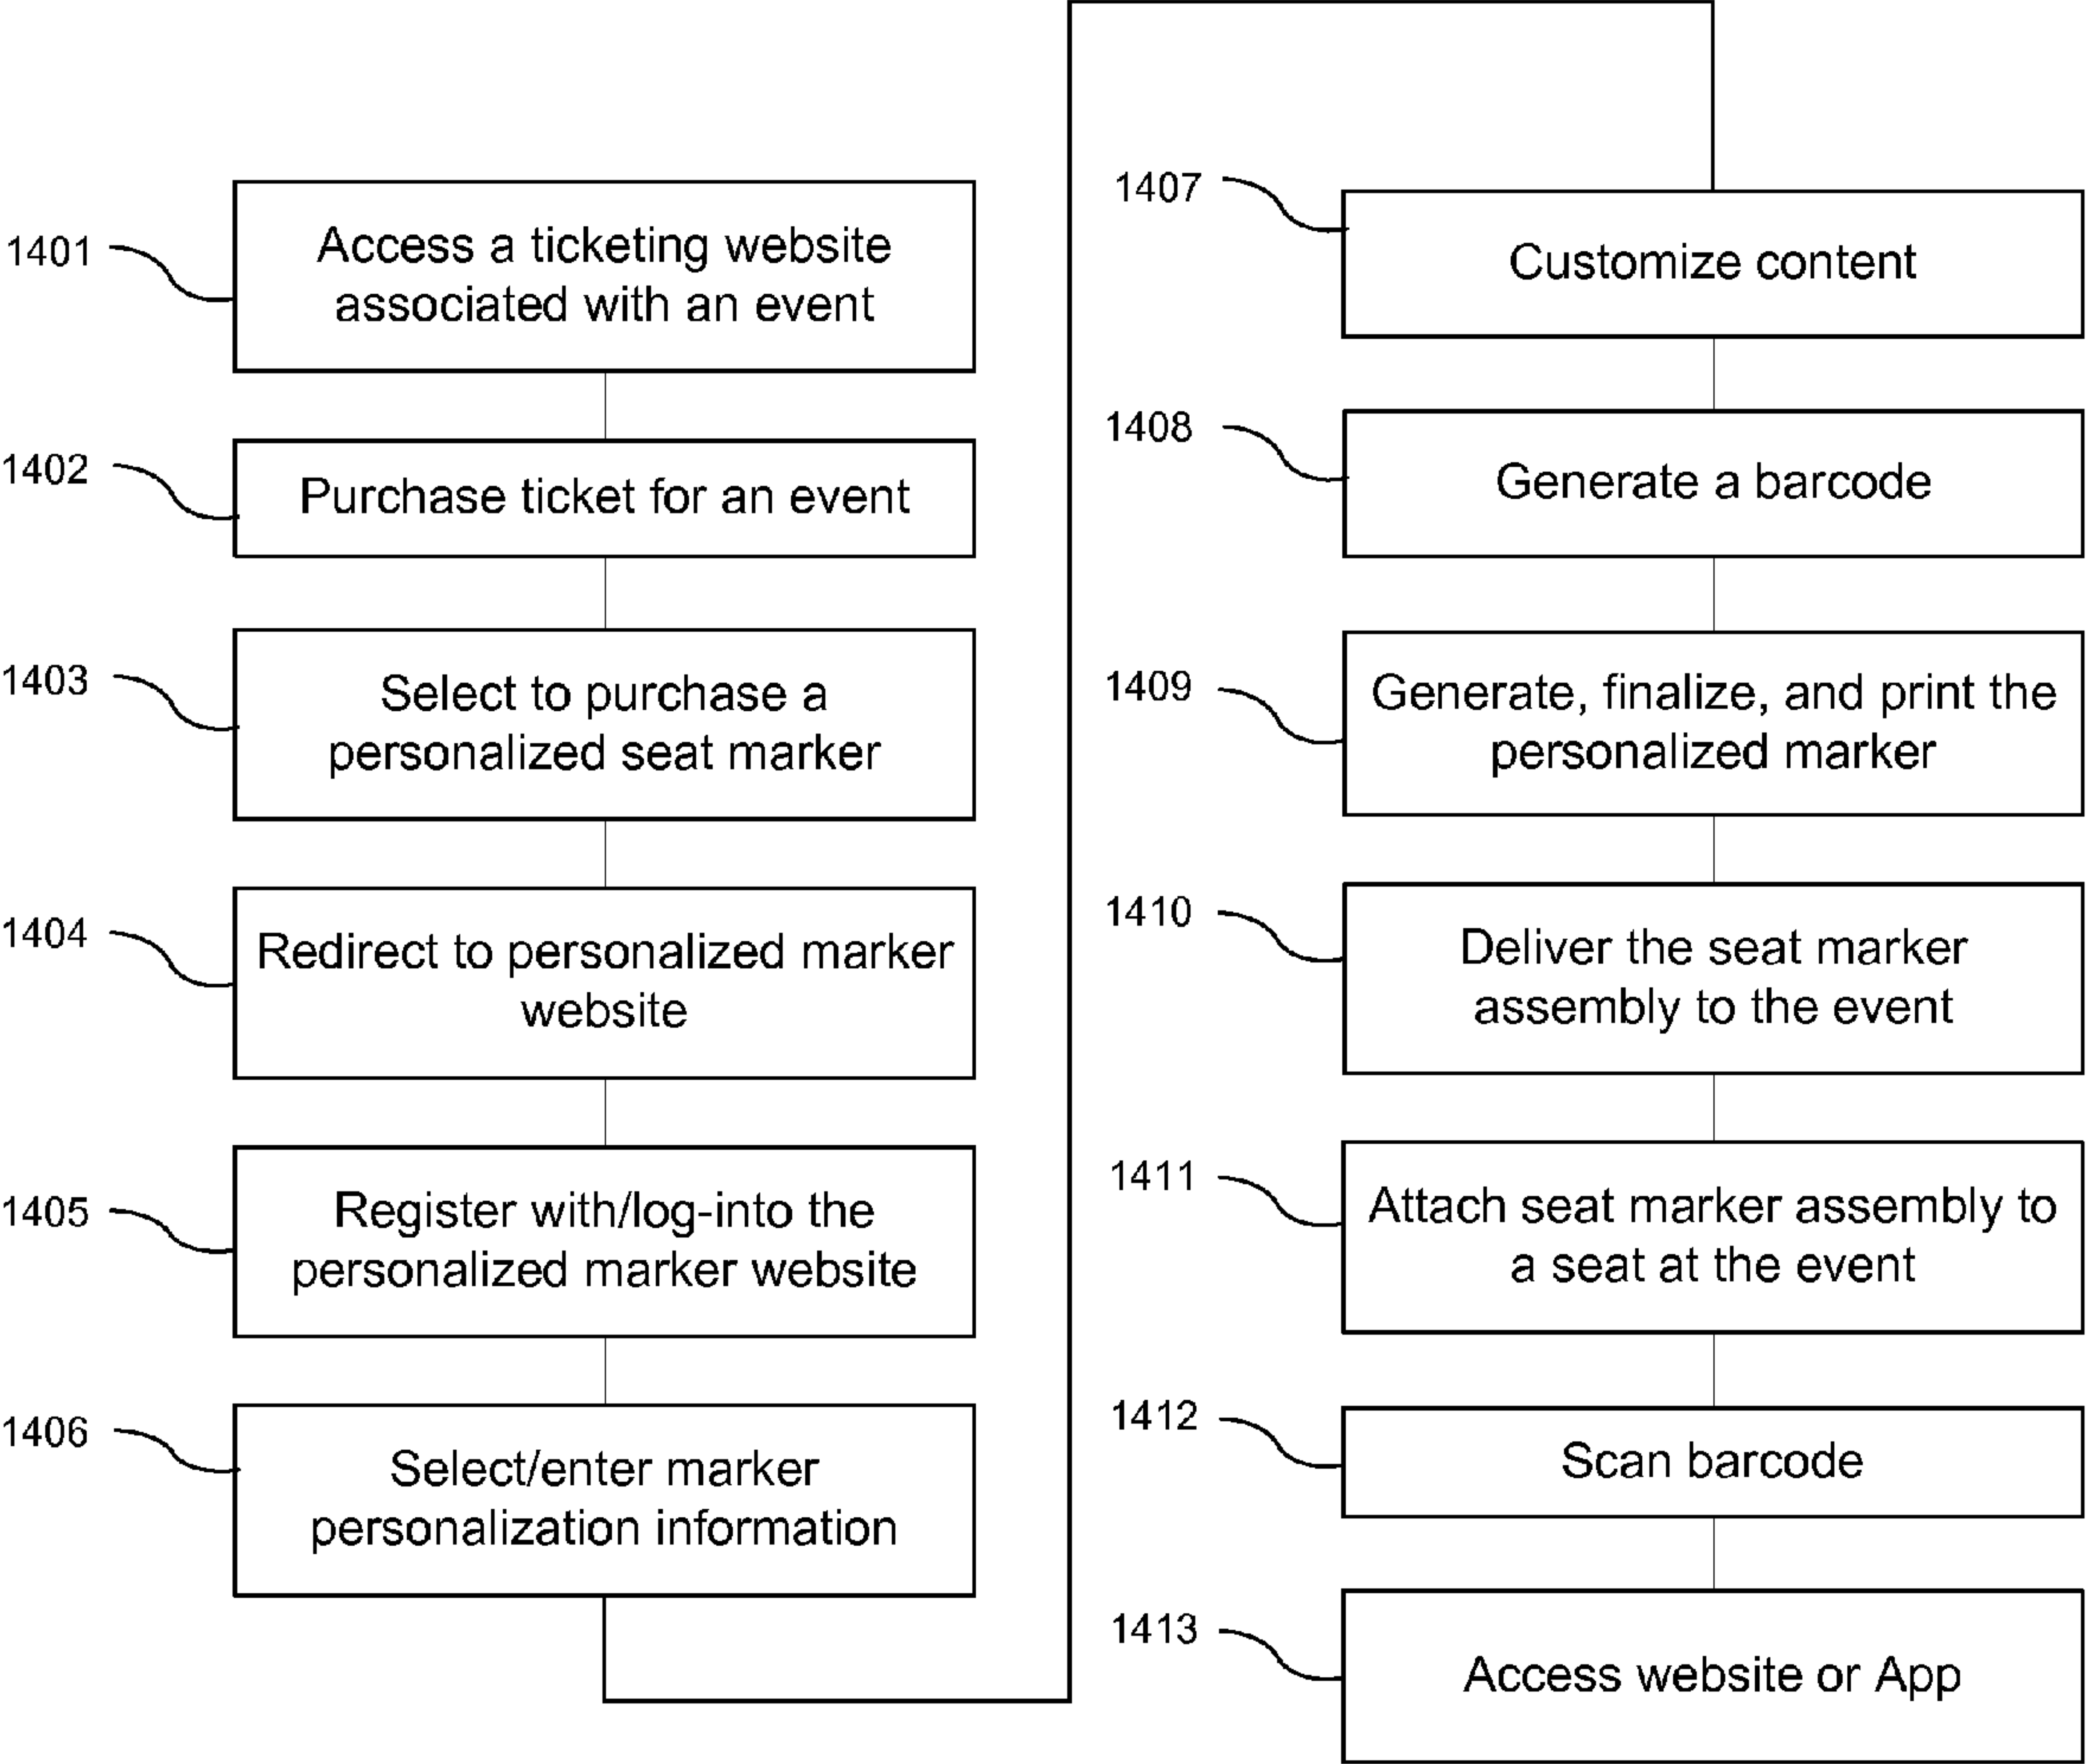 1401
Access a ticketing website
associated with an event
1402
Purchase ticket for an event
1403
Select to purchase a
personalized seat marker
1404
Redirect to personalized marker
website
1405
Register with/log-into the
personalized marker website
1406
Select/enter marker
personalization information
1407
Customize content
1408
Generate a barcode
1409
Generate, finalize, and print the
personalized marker
1410
Deliver the seat marker
assembly to the event
1411
Attach seat marker assembly to
a seat at the event
1412
Scan barcode
1413
Access website or App